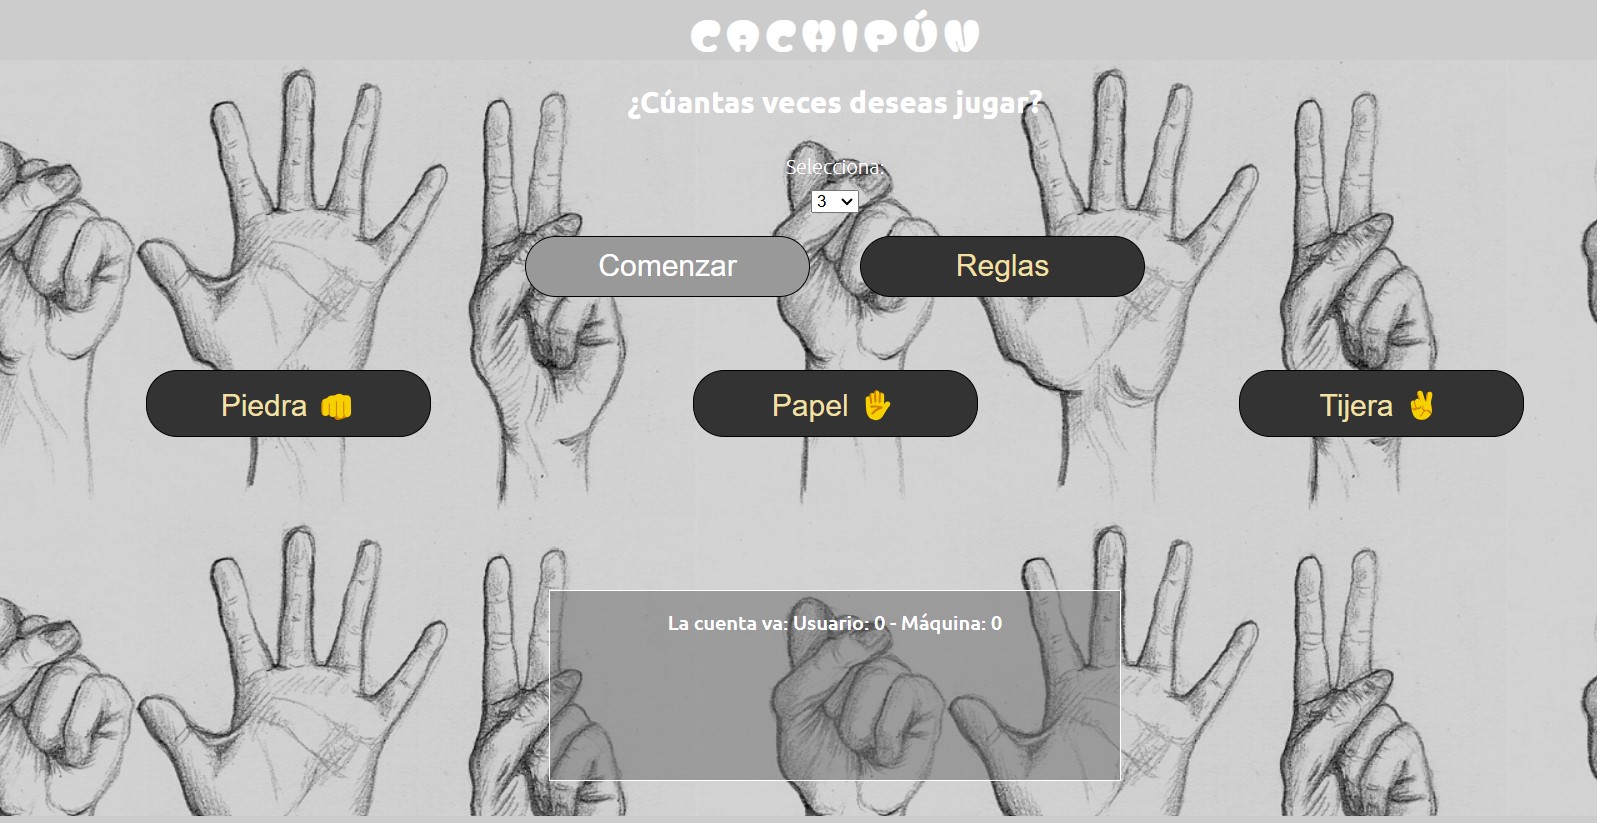 CACHIPÚN
¿Cúantas veces deseas jugar?
Selecciona:
3
Comenzar
Reglas
Piedra 👊
Papel ✋
Tijera ✌
La cuenta va: Usuario: 0 - Máquina: 0